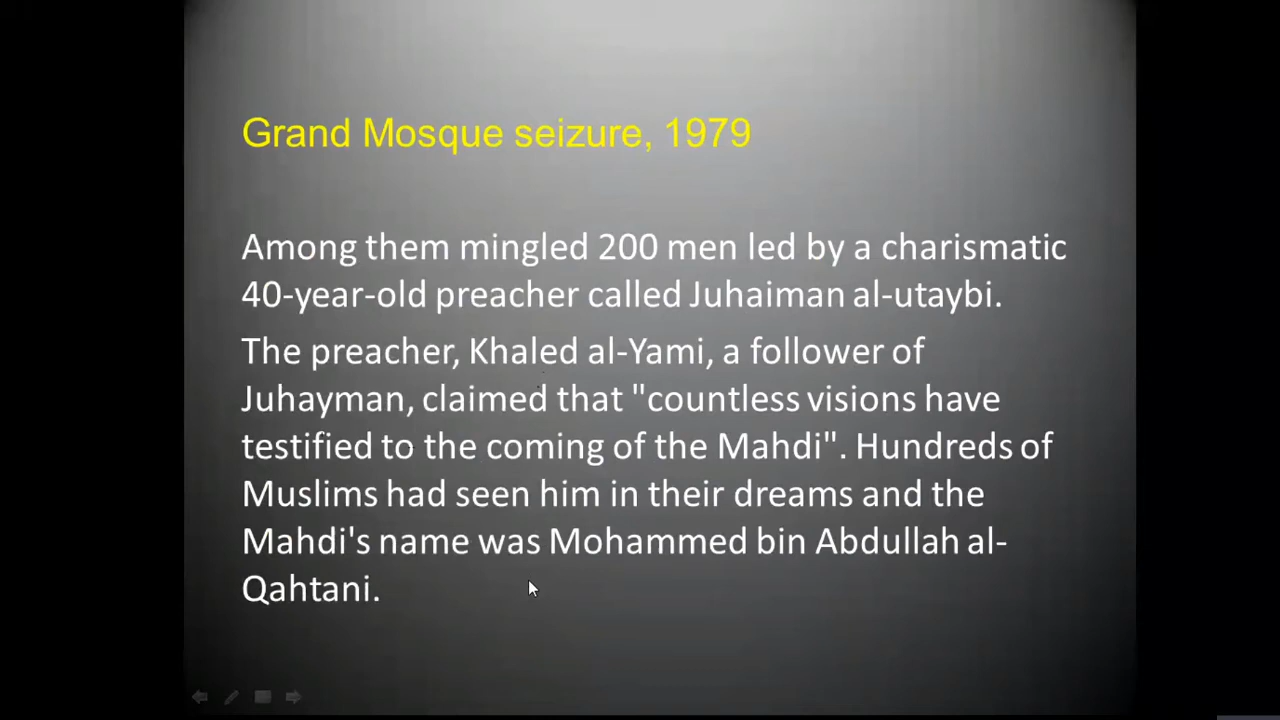 Grand Mosque seizure, 1979
Among them mingled 200 men led by a charismatic
40-year-old preacher called Juhaiman al-utaybi.
The preacher, Khaled al-Yami, a follower of
Juhayman, claimed that "countless visions have
testified to the coming of the Mahdi". Hundreds of
Muslims had seen him in their dreams and the
Mahdi's name was Mohammed bin Abdullah al-
Qahtani.